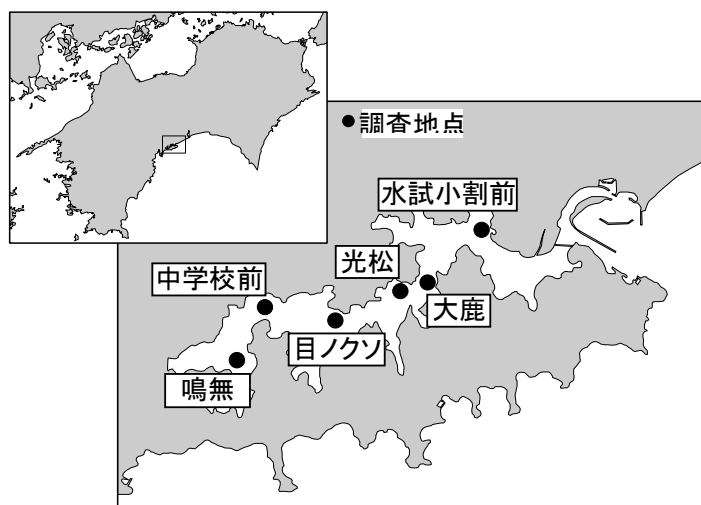 ●調査地点
水試小割前
光松
中学校前
大鹿
目ノクソ
鳴無